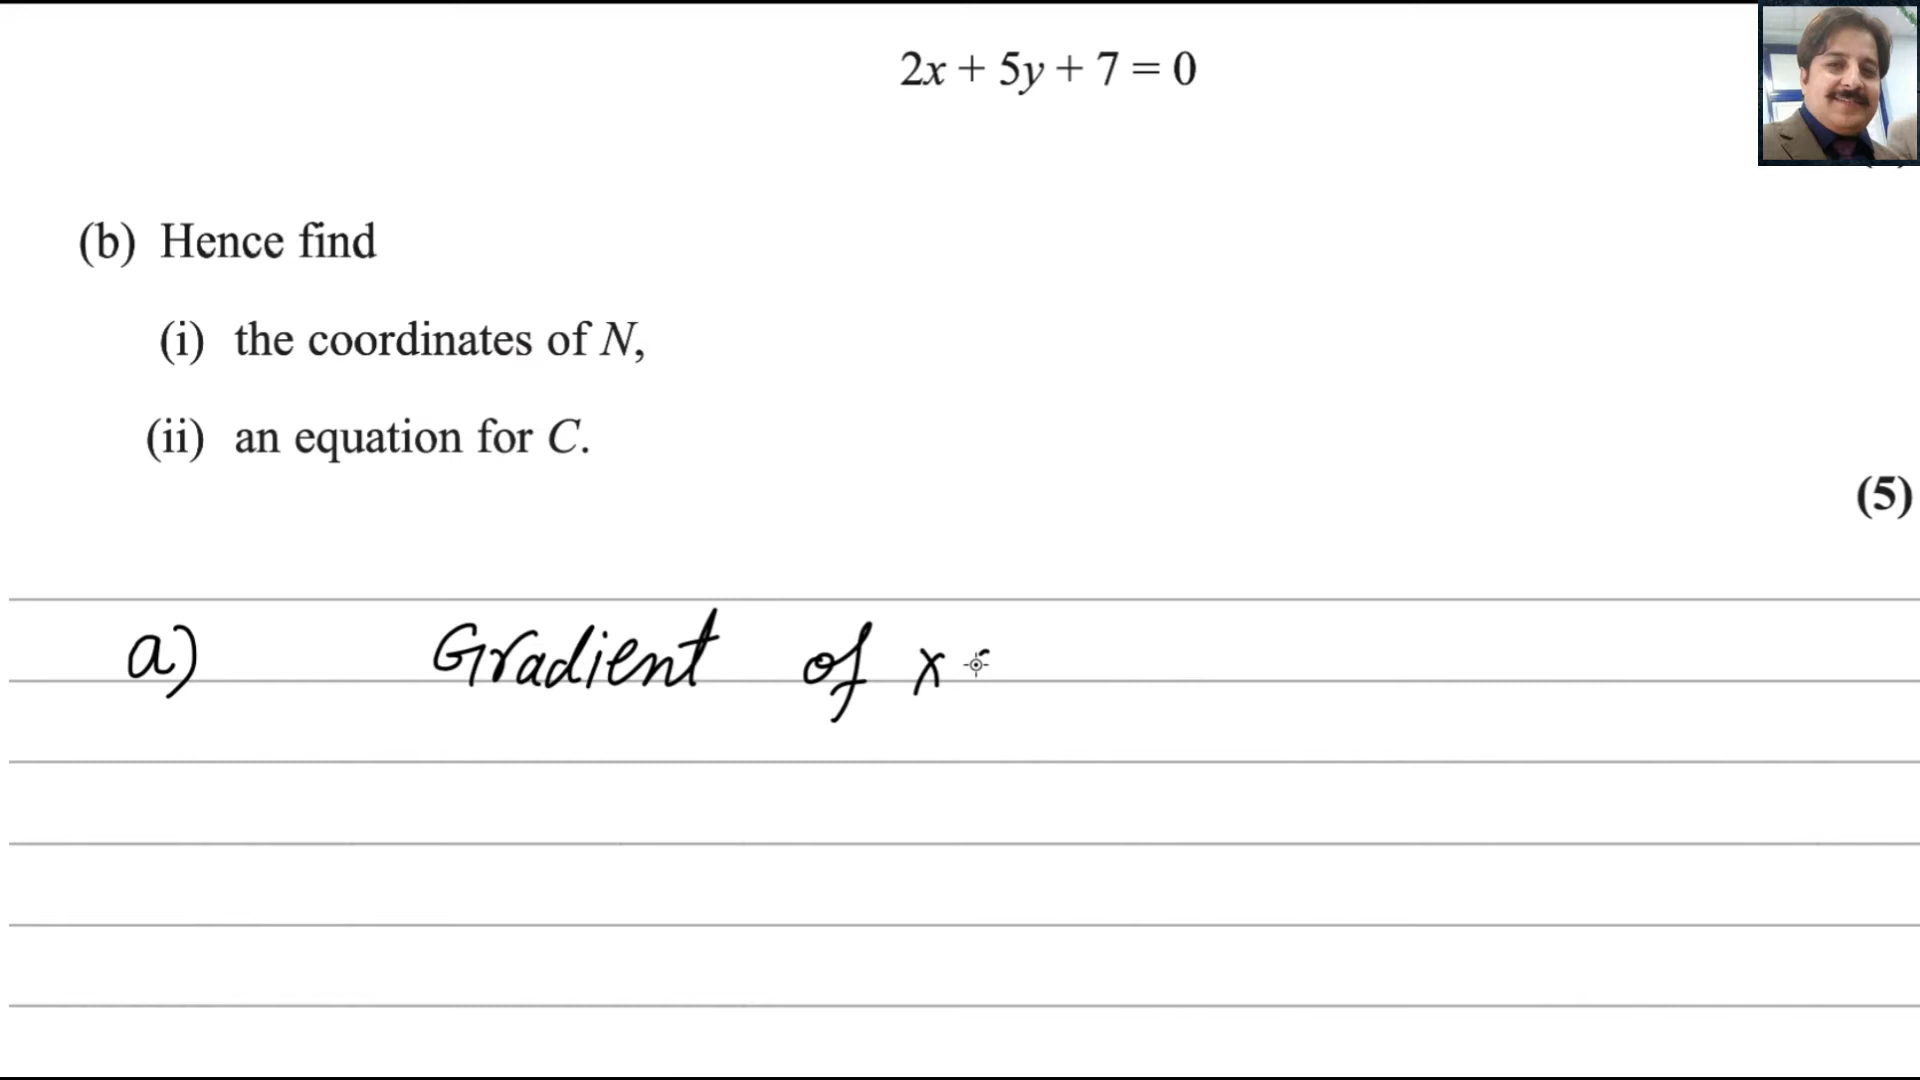 2x + 5y + 7 = 0
(b) Hence find
(i) the coordinates of N,
(ii) an equation for C.
(5)
a) Gradient of x